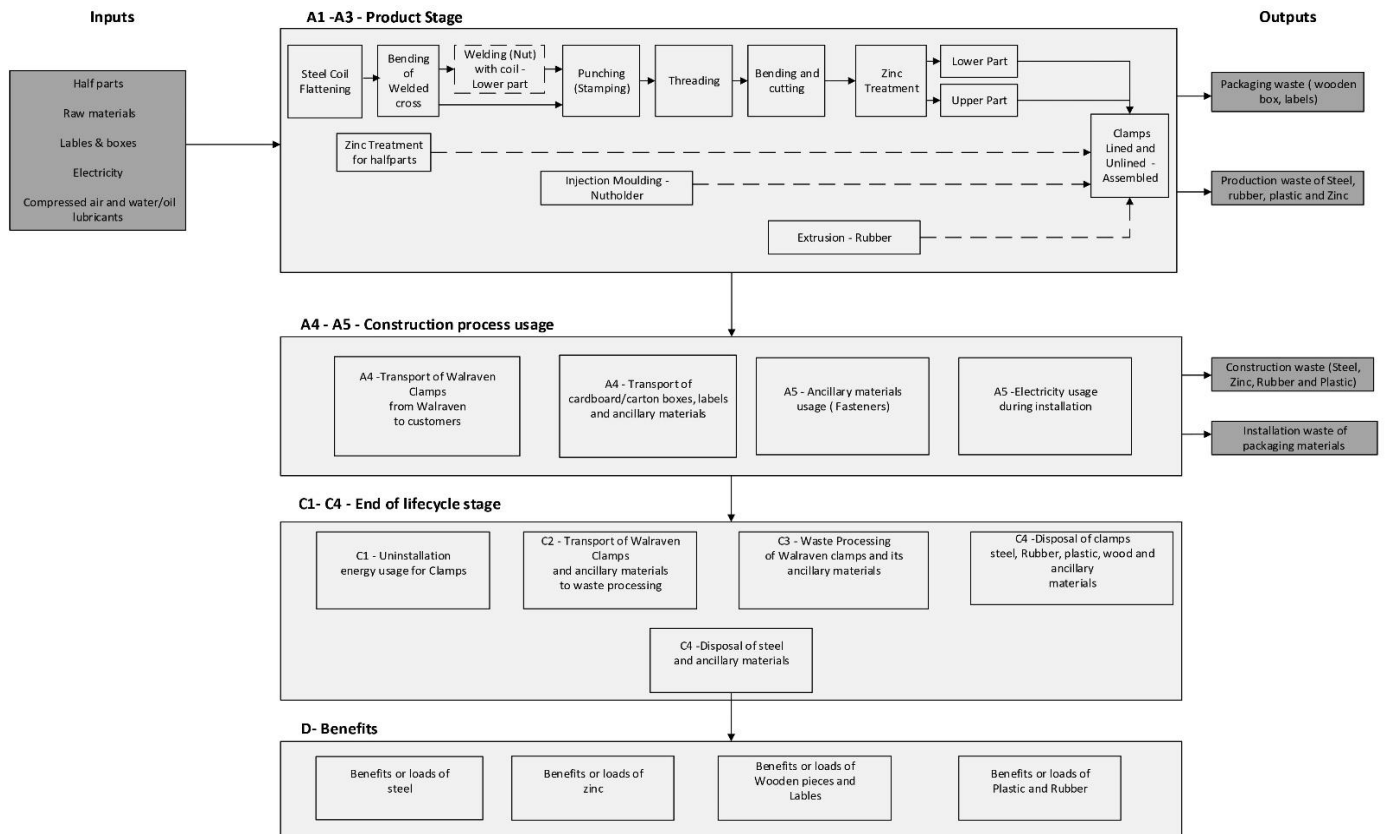 Inputs
A1 -A3 - Product Stage
Outputs
Half parts
Raw materials
Lables & boxes
Electricity
Compressed air and water/oil
lubricants
Steel Coil
Flattening
Bending
of
Welded
cross
Welding (Nut)
with coil -
Lower part
Punching
(Stamping)
Threading
Bending and
cutting
Zinc
Treatment
Lower Part
Upper Part
Clamps
Lined and
Unlined -
Assembled
Zinc Treatment
for halfparts
Injection Moulding -
Nutholder
Extrusion - Rubber
Packaging waste ( wooden
box, labels)
Production waste of Steel,
rubber, plastic and Zinc
A4 - A5 - Construction process usage
A4 -Transport of Walraven
Clamps
from Walraven
to customers
A4 - Transport of
cardboard/carton boxes, labels
and ancillary materials
A5 - Ancillary materials
usage ( Fasteners)
A5 -Electricity usage
during installation
Construction waste (Steel,
Zinc, Rubber and Plastic)
Installation waste of
packaging materials
C1- C4 - End of lifecycle stage
C1 - Uninstallation
energy usage for Clamps
C2 - Transport of Walraven
Clamps
and ancillary materials
to waste processing
C3 - Waste Processing
of Walraven clamps and its
ancillary materials
C4 -Disposal of clamps
steel, Rubber, plastic, wood and
ancillary
materials
C4 -Disposal of steel
and ancillary materials
D- Benefits
Benefits or loads of
steel
Benefits or loads of
zinc
Benefits or loads of
Wooden pieces and
Lables
Benefits or loads of
Plastic and Rubber